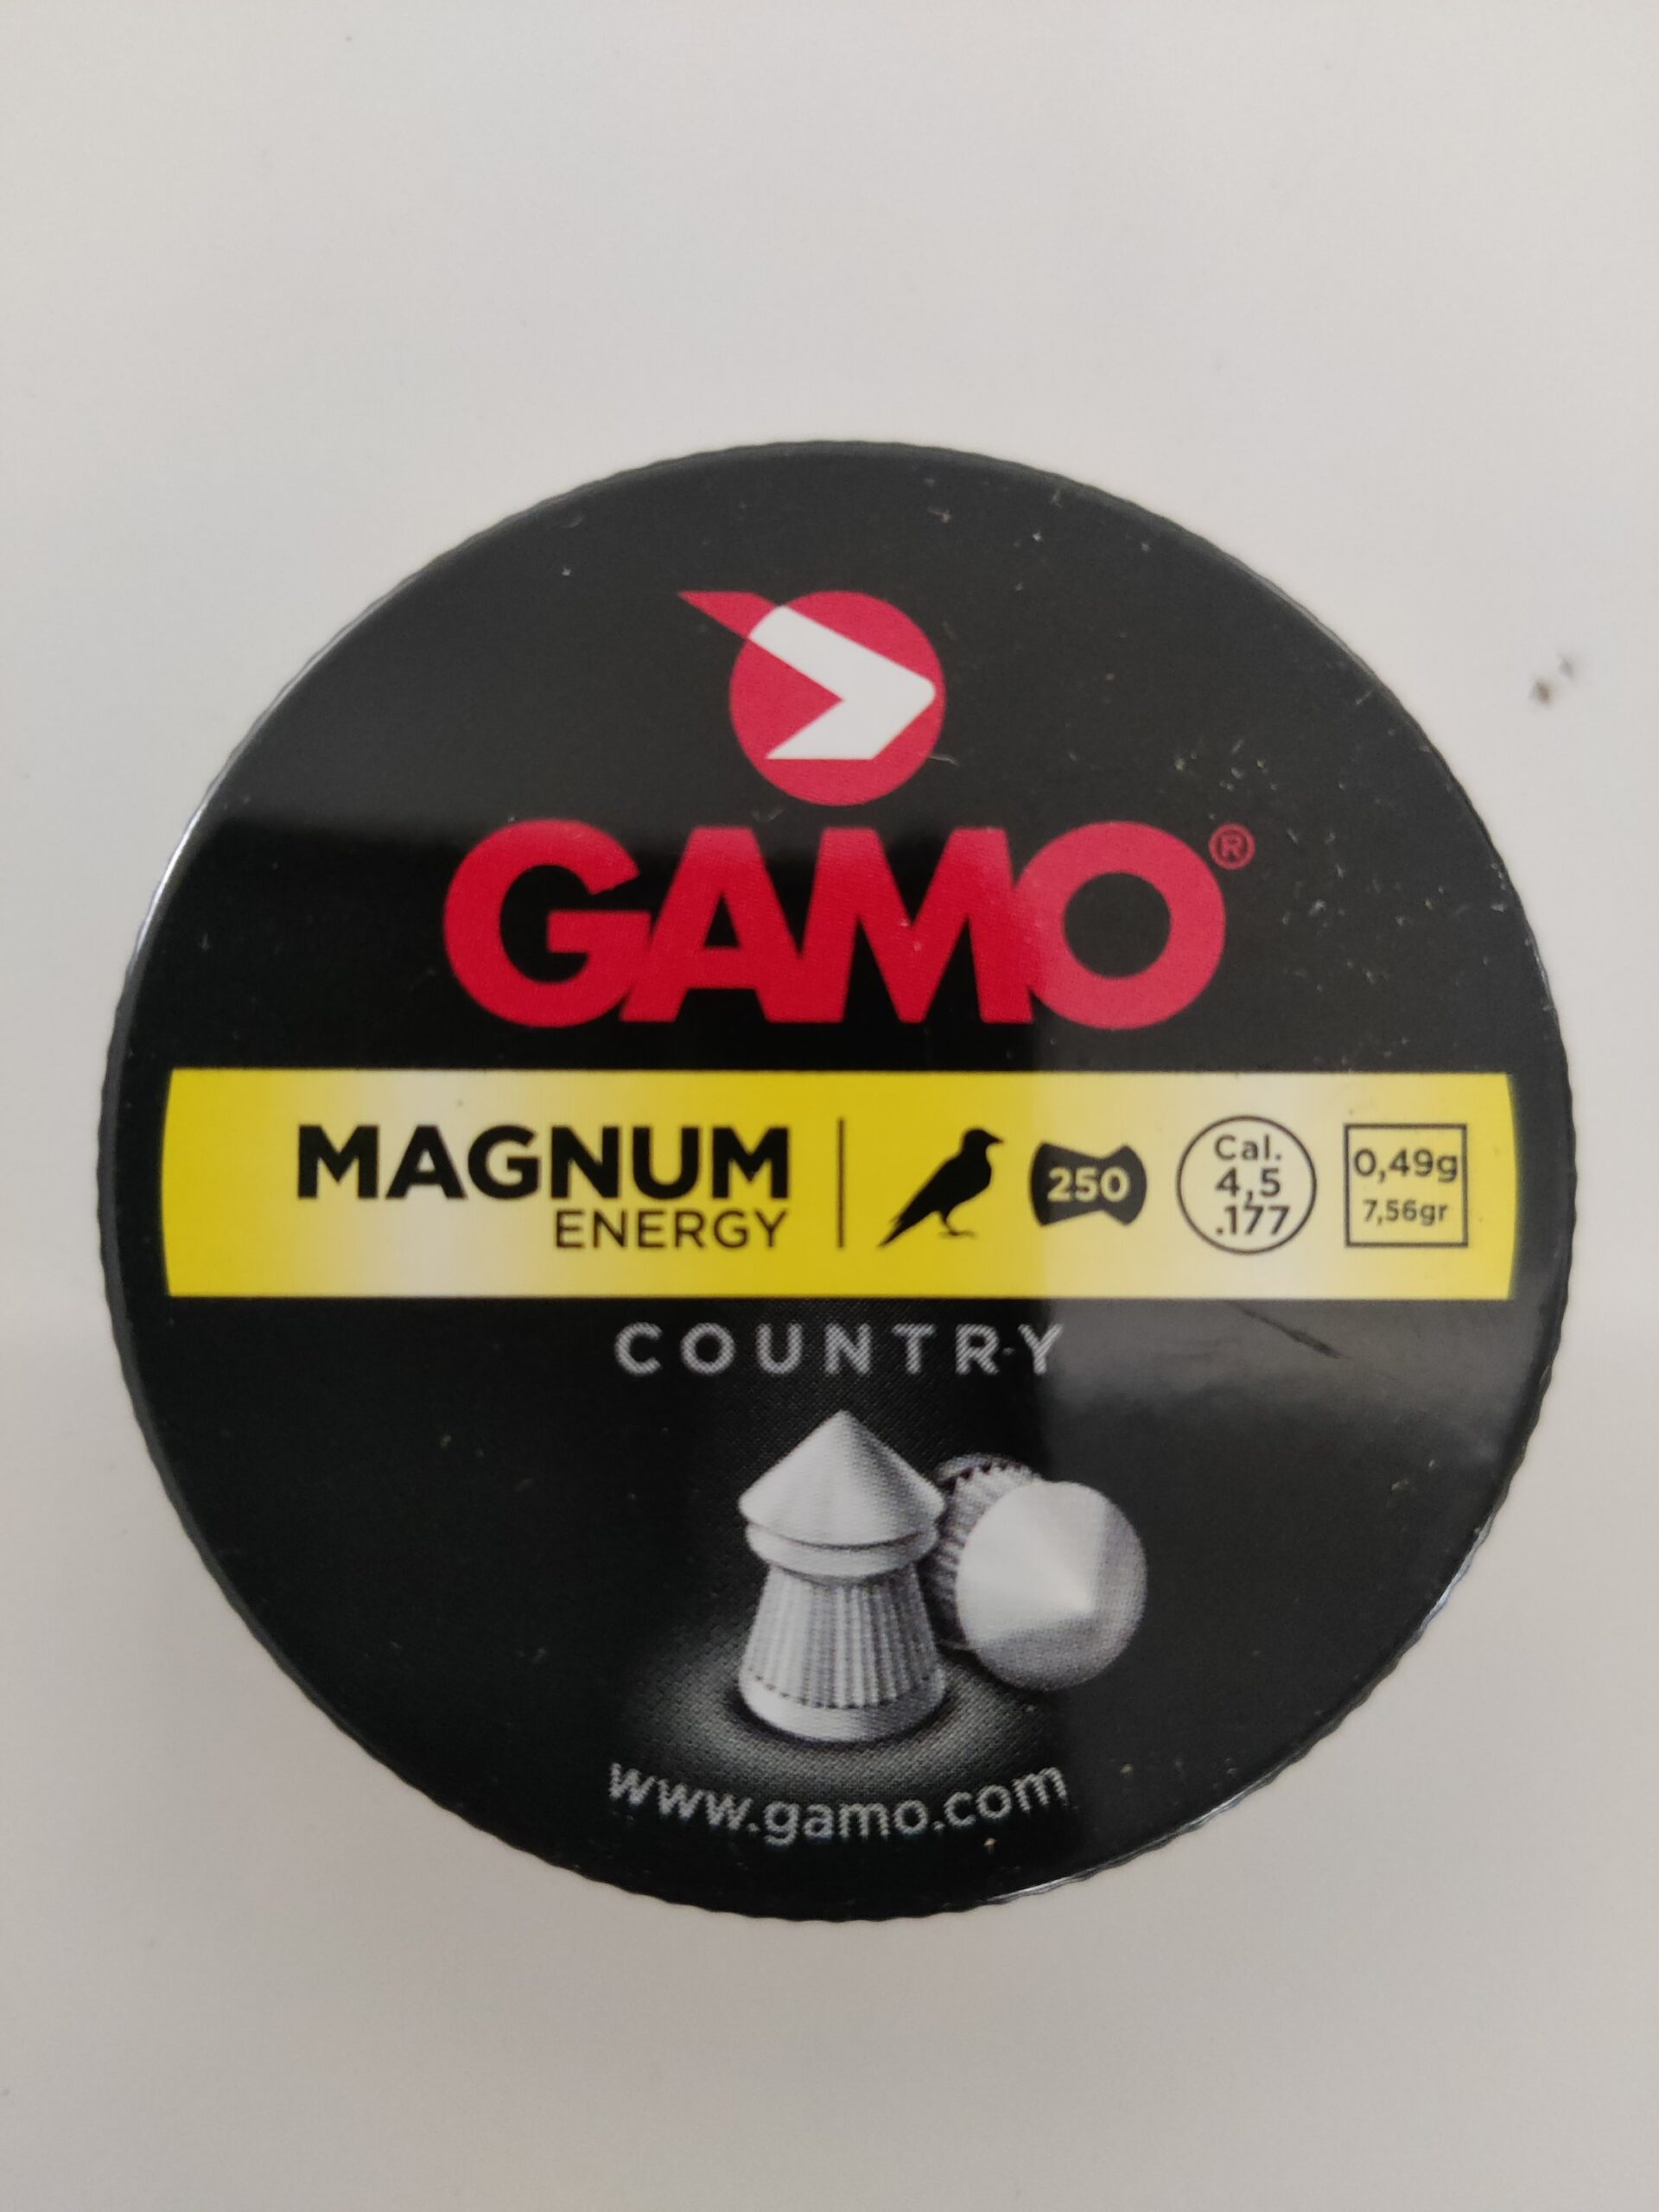 GAMO®
MAGNUM
ENERGY
250
Cal.
4,5
.177
0,49g
7,56gr
COUNTRY
www.gamo.com